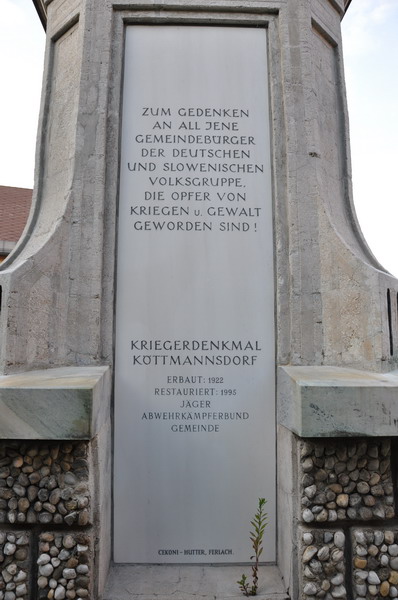 ZUM GEDENKEN
AN ALL JENE
GEMEINDEBÜRGER
DER DEUTSCHEN
UND SLOWENISCHEN
VOLKSGRUPPE,
DIE OPFER VON
KRIEGEN u. GEWALT
GEWORDEN SIND!
KRIEGERDENKMAL
KÖTTMANNSDORF
ERBAUT: 1922
RESTAURIERT: 1995
JÄGER
ABWEHRKÄMPFERBUND
GEMEINDE
CEKONI-HUTTER, FERLACH